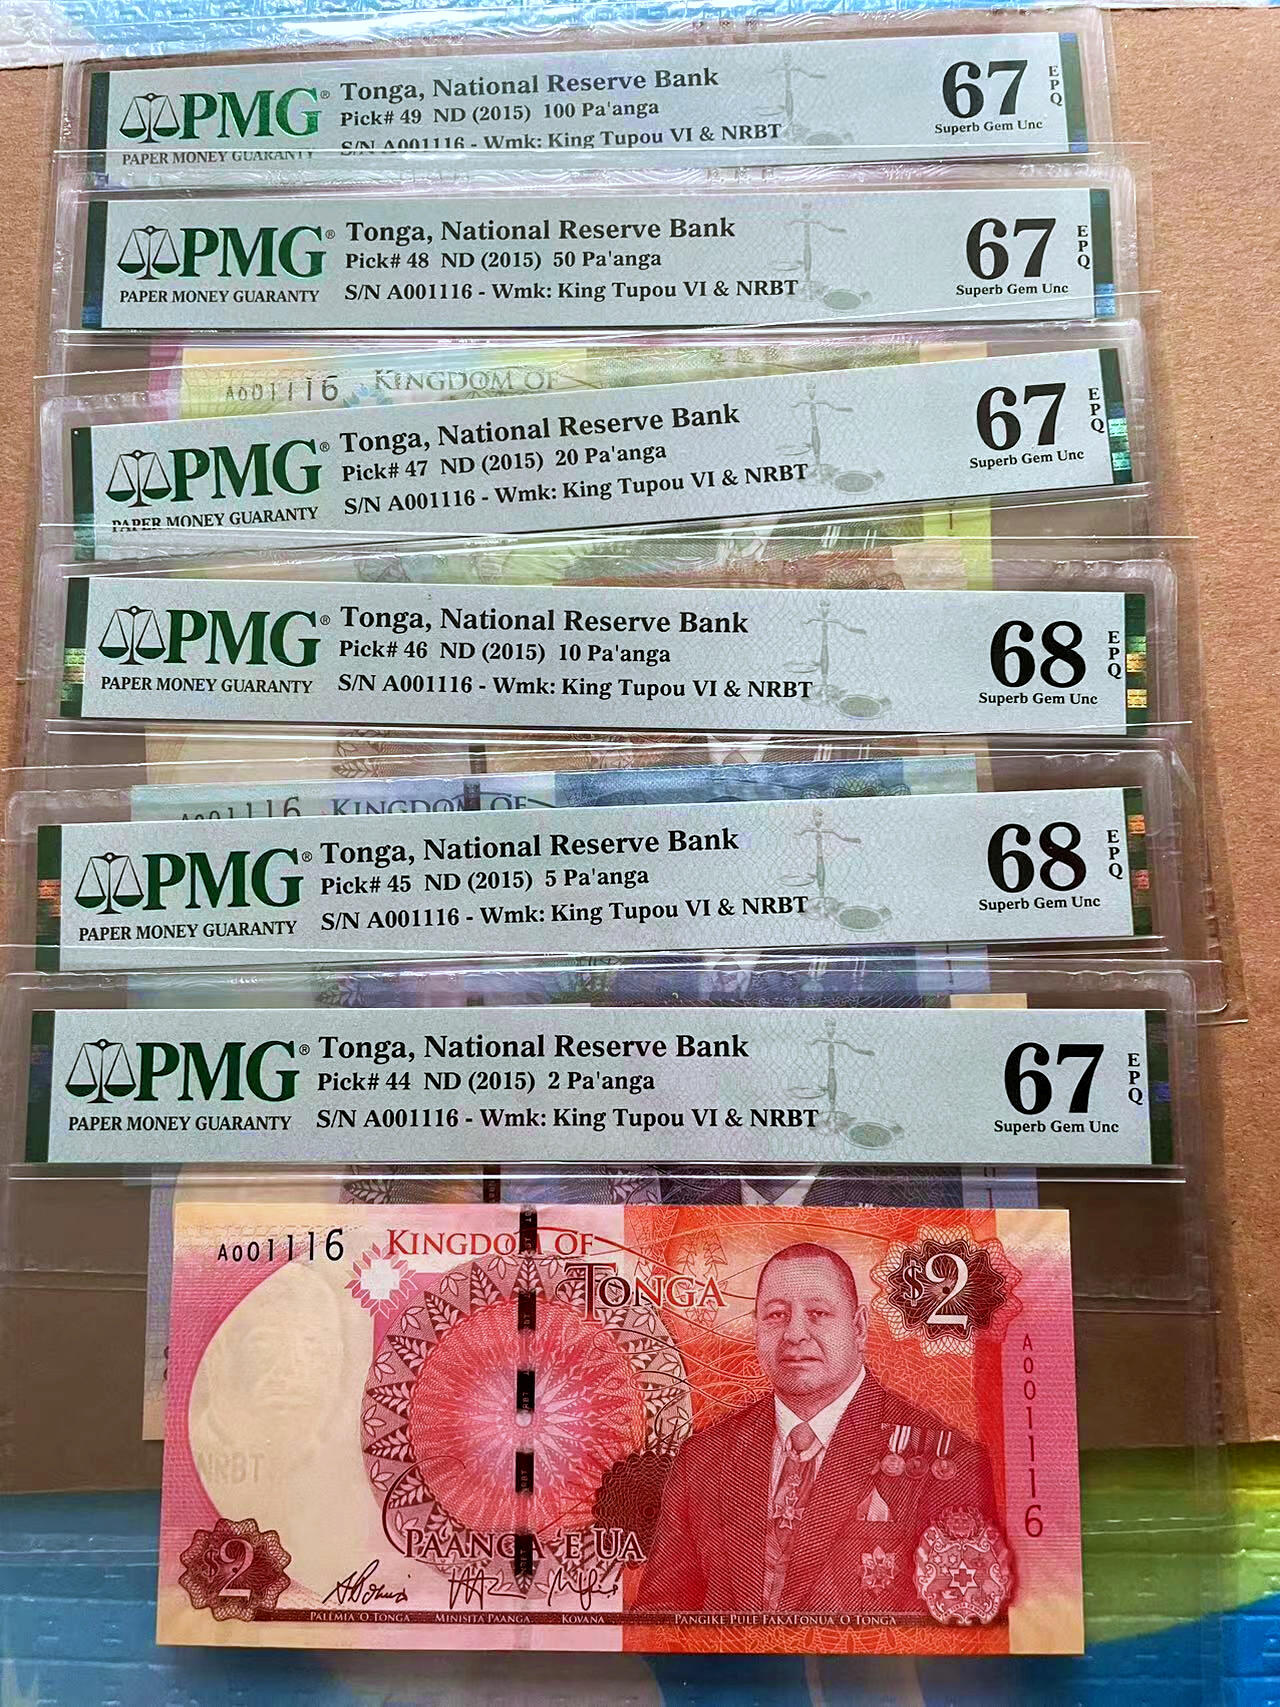 PMG®
PAPER MONEY GUARANTY
Tonga, National Reserve Bank
Pick# 49 ND (2015) 100 Pa'anga
S/N A001116 - Wmk: King Tupou VI & NRBT
67
EPQ
Superb Gem Unc
PMG®
PAPER MONEY GUARANTY
Tonga, National Reserve Bank
Pick# 48 ND (2015) 50 Pa'anga
S/N A001116 - Wmk: King Tupou VI & NRBT
67
EPQ
Superb Gem Unc
A001116 KINGDOM OF
PMG®
PAPER MONEY GUARANTY
Tonga, National Reserve Bank
Pick# 47 ND (2015) 20 Pa'anga
S/N A001116 - Wmk: King Tupou VI & NRBT
67
EPQ
Superb Gem Unc
PMG®
PAPER MONEY GUARANTY
Tonga, National Reserve Bank
Pick# 46 ND (2015) 10 Pa'anga
S/N A001116 - Wmk: King Tupou VI & NRBT
68
EPQ
Superb Gem Unc
A001116 KINGDOM OF
PMG®
PAPER MONEY GUARANTY
Tonga, National Reserve Bank
Pick# 45 ND (2015) 5 Pa'anga
S/N A001116 - Wmk: King Tupou VI & NRBT
68
EPQ
Superb Gem Unc
PMG®
PAPER MONEY GUARANTY
Tonga, National Reserve Bank
Pick# 44 ND (2015) 2 Pa'anga
S/N A001116 - Wmk: King Tupou VI & NRBT
67
EPQ
Superb Gem Unc
A001116 KINGDOM OF
TONGA
$2
A001116
NRBT
PAANGA 'E UA
$2
PALEMIA 'O TONGA MINISITA PAANGA KOVANA PANGIKE PULE FAKAFONUA 'O TONGA